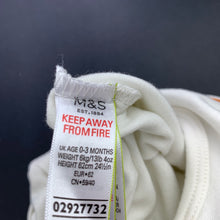 M&S
EST. 1884
KEEP AWAY
FROM FIRE
UK AGE 0-3 MONTHS
WEIGHT 6kg/13lb 4oz
HEIGHT 62cm 24½in
EUR•62
CN•59/40
02927732